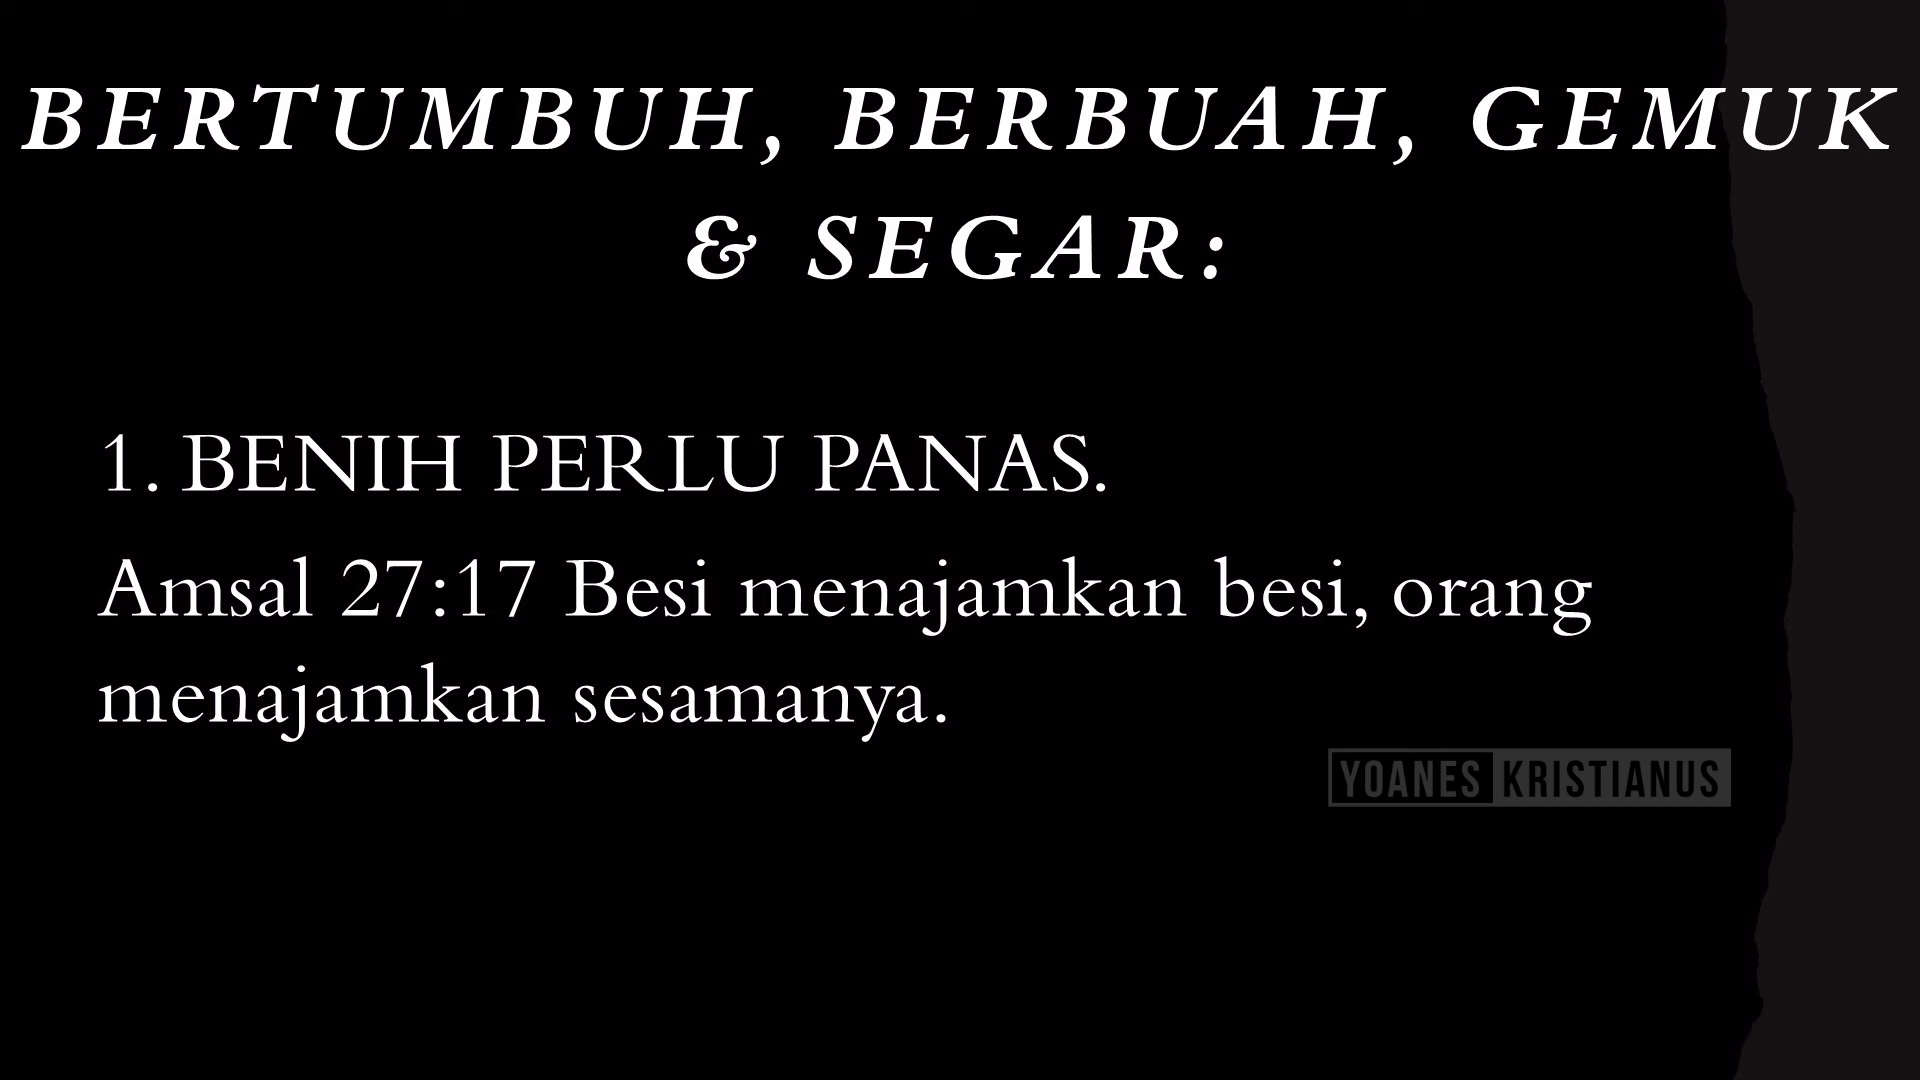 BERTUMBUH, BERBUAH, GEMUK
& SEGAR:
1. BENIH PERLU PANAS.
Amsal 27:17 Besi menajamkan besi, orang
menajamkan sesamanya.
YOANES KRISTIANUS